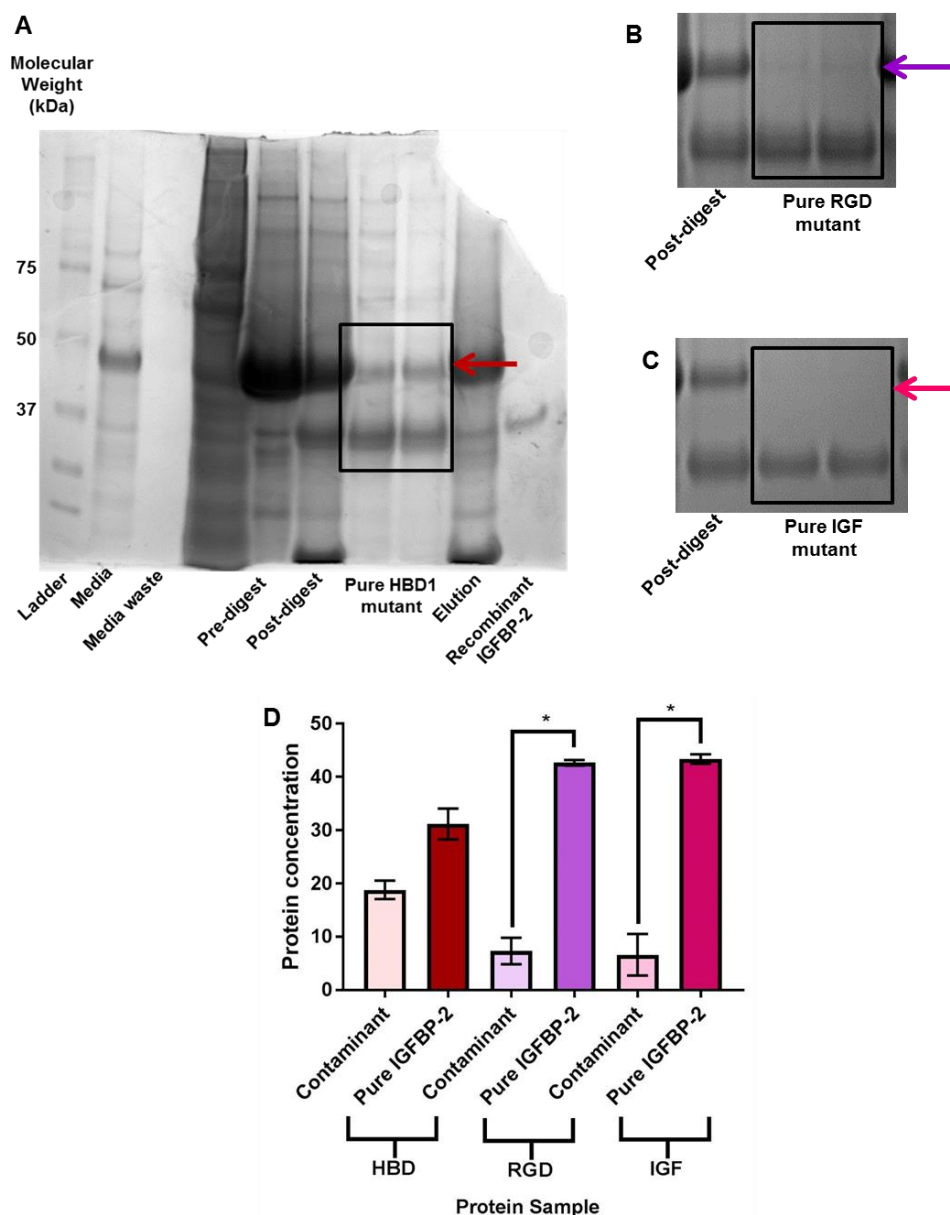 A
Molecular
Weight
(kDa)
75
50
37
Ladder
Media
Media waste
Pre-digest
Post-digest
Pure HBD1
mutant
Elution
Recombinant
IGFBP-2
B
Post-digest
Pure RGD
mutant
C
Post-digest
Pure IGF
mutant
D
Protein concentration
50
40
30
20
10
0
*
*
Contaminant
Pure IGFBP-2
Contaminant
Pure IGFBP-2
Contaminant
Pure IGFBP-2
HBD
RGD
IGF
Protein Sample